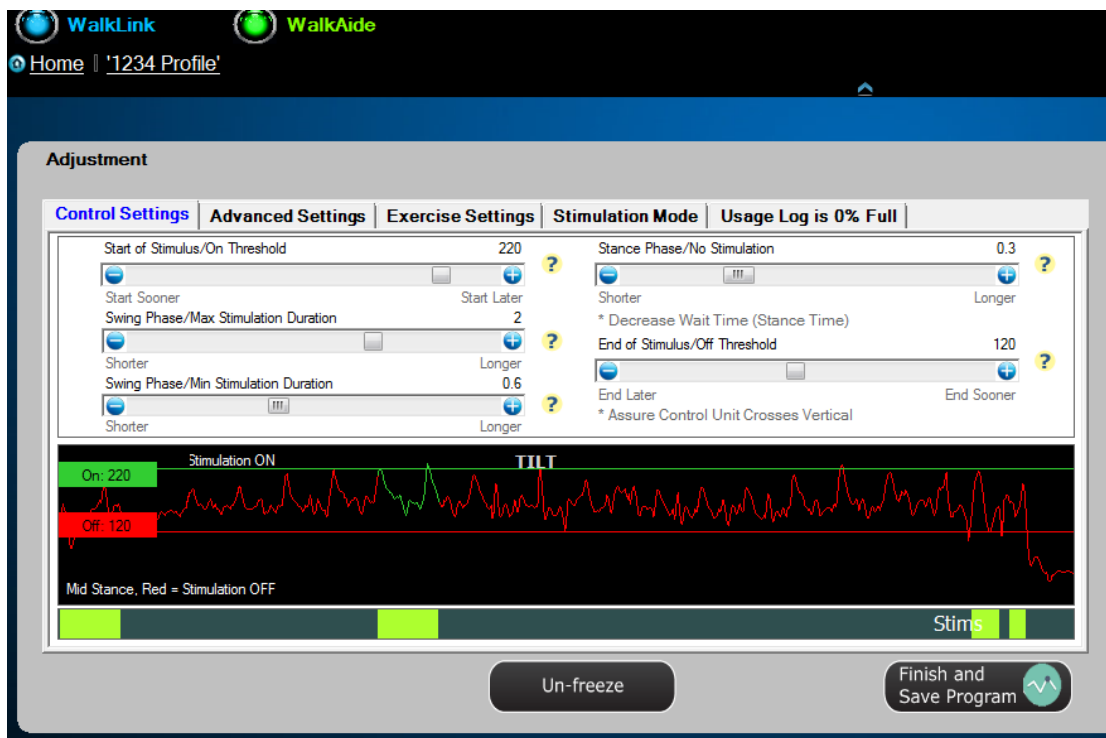 WalkLink WalkAide
Home '1234 Profile'
Adjustment
Control Settings Advanced Settings Exercise Settings Stimulation Mode Usage Log is 0% Full
Start of Stimulus/On Threshold 220 ?
Start Sooner Start Later
Swing Phase/Max Stimulation Duration 2
?
Shorter Longer
Swing Phase/Min Stimulation Duration 0.6
?
Shorter Longer
Stance Phase/No Stimulation 0.3
?
Shorter Longer
* Decrease Wait Time (Stance Time)
End of Stimulus/Off Threshold 120
?
End Later End Sooner
* Assure Control Unit Crosses Vertical
Stimulation ON TILT
On: 220
Off: 120
Mid Stance, Red = Stimulation OFF
Stims
Un-freeze
Finish and
Save Program